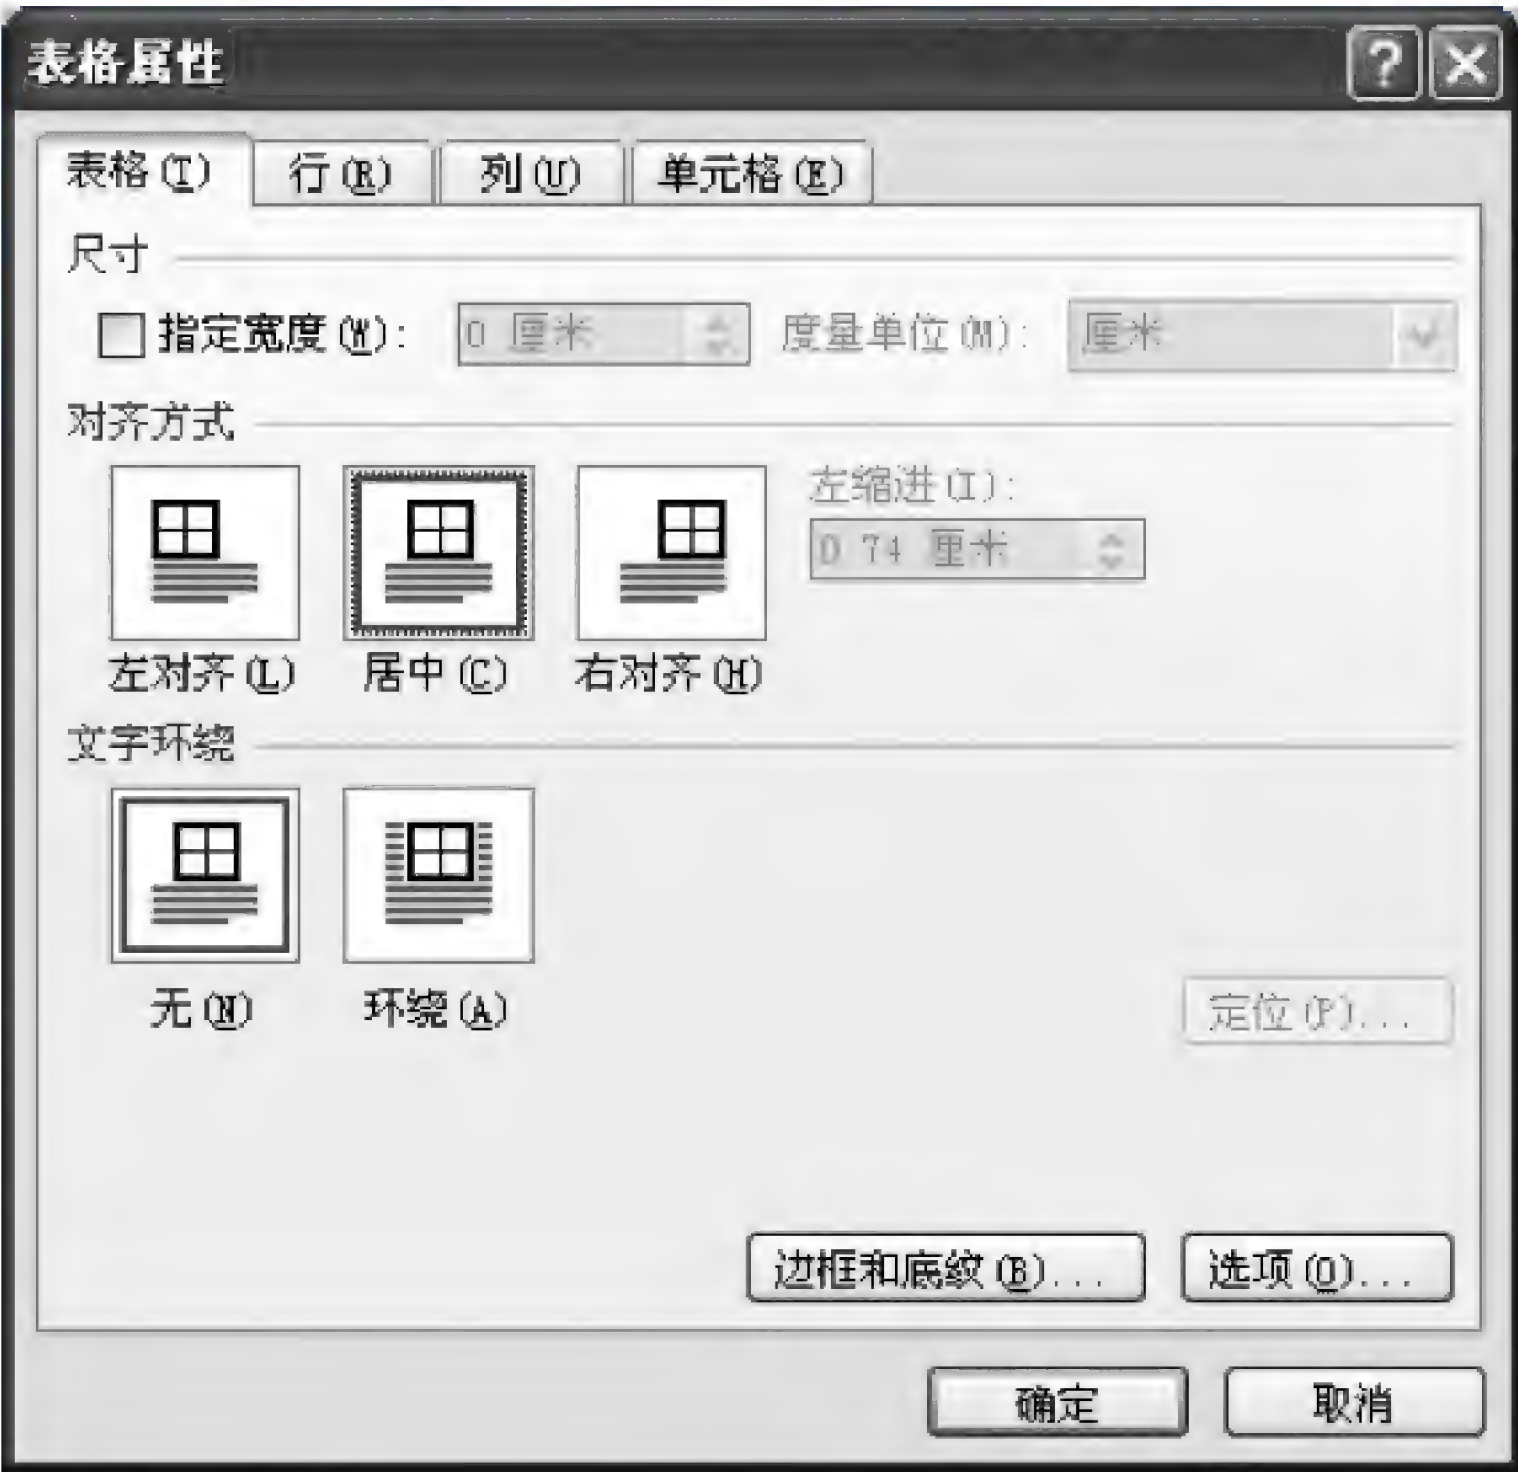 表格属性
表格(T) 行(R) 列(U) 单元格(E)
尺寸
指定宽度(W): 0 厘米 度量单位(M): 厘米
对齐方式
左缩进(I):
0.74 厘米
左对齐(L) 居中(C) 右对齐(H)
文字环绕
无(N) 环绕(A)
定位(P)...
边框和底纹(B)... 选项(O)...
确定 取消